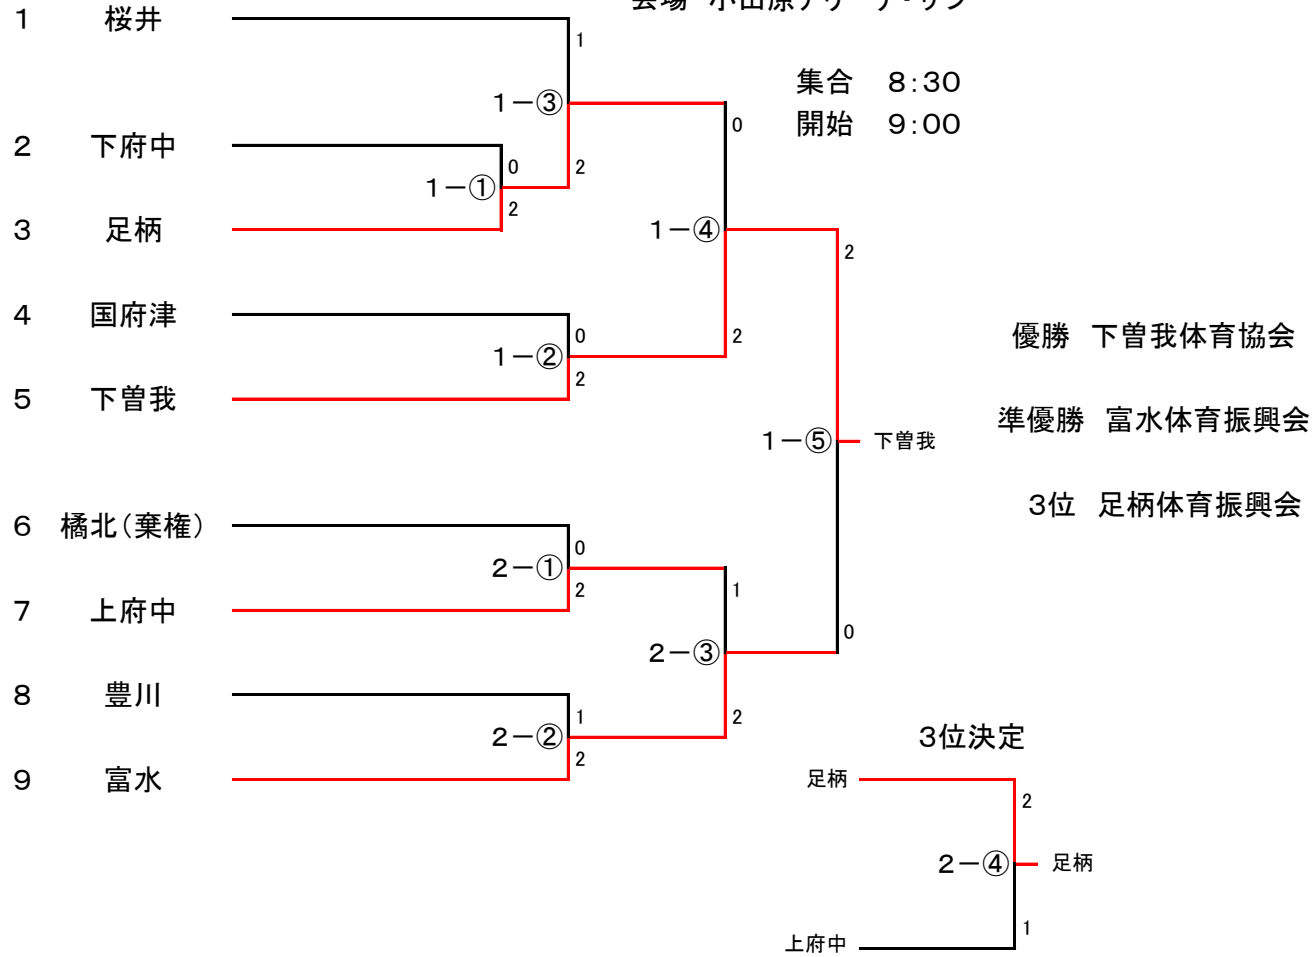 1 桜井
1
集合 8:30
1-③
開始 9:00
0
2 下府中
0
2
1-①
2
3 足柄
1-④
2
4 国府津
0
2
優勝 下曽我体育協会
1-②
2
5 下曽我
準優勝 富水体育振興会
1-⑤
下曽我
3位 足柄体育振興会
6 橘北(棄権)
0
2-①
2
1
7 上府中
0
2-③
8 豊川
1
2
2-②
3位決定
2
9 富水
足柄
2
2-④
足柄
1
上府中